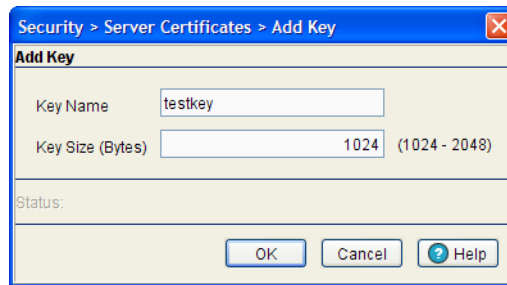 Security > Server Certificates > Add Key
Add Key
Key Name testkey
Key Size (Bytes) 1024 (1024 - 2048)
Status:
OK Cancel ? Help